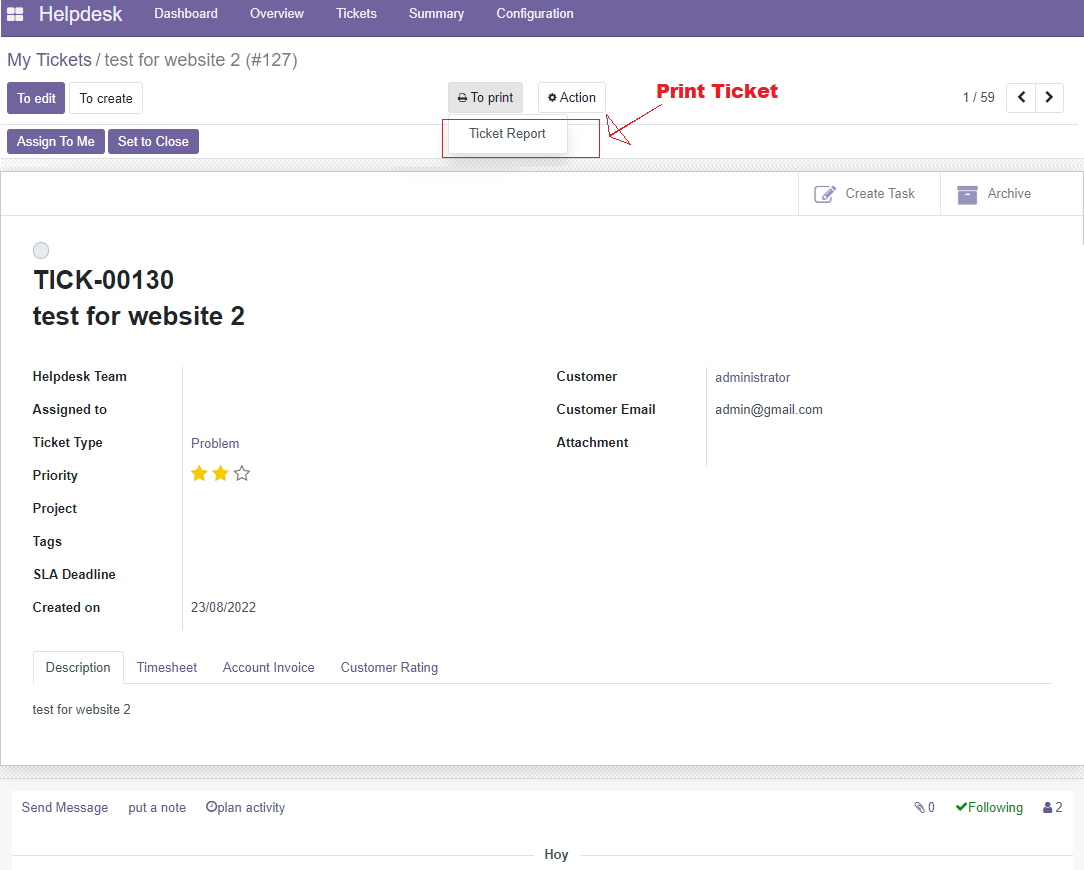 Helpdesk Dashboard Overview Tickets Summary Configuration
My Tickets / test for website 2 (#127)
To edit To create To print Action Print Ticket 1 / 59
Assign To Me Set to Close Ticket Report
Create Task Archive
TICK-00130
test for website 2
Helpdesk Team Customer administrator
Assigned to Customer Email admin@gmail.com
Ticket Type Problem Attachment
Priority
Project
Tags
SLA Deadline
Created on 23/08/2022
Description Timesheet Account Invoice Customer Rating
test for website 2
Send Message put a note plan activity 0 Following 2
Hoy